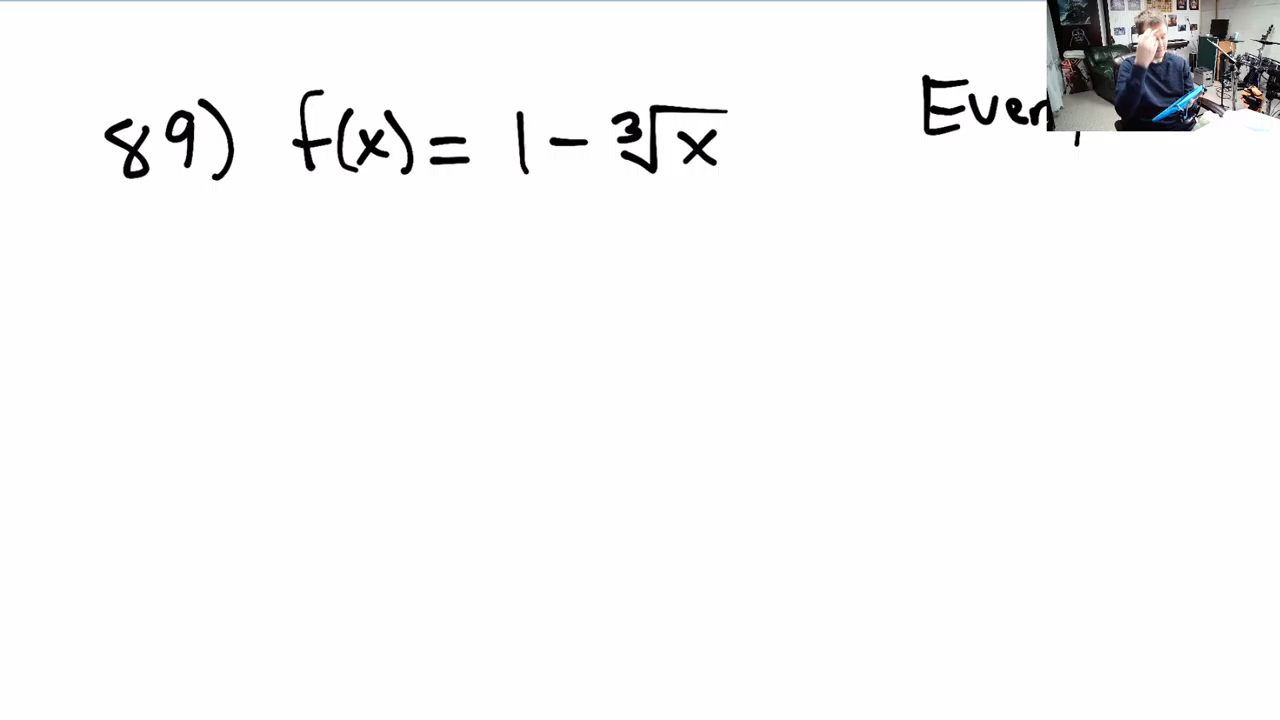 89) f(x) = 1 - ∛x
Even,